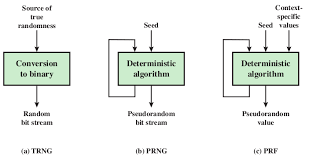 Source of
true
randomness
Conversion
to binary
Random
bit stream
(a) TRNG
Seed
Deterministic
algorithm
Pseudorandom
bit stream
(b) PRNG
Context-
specific
values
Seed
Deterministic
algorithm
Pseudorandom
value
(c) PRF